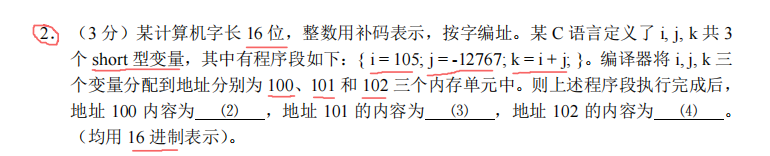 2. （3 分）某计算机字长 16 位，整数用补码表示，按字编址。某 C 语言定义了 i, j, k 共 3
个 short 型变量，其中有程序段如下：{ i = 105; j = -12767; k = i + j; }。编译器将 i,j, k 三
个变量分配到地址分别为 100、101 和 102 三个内存单元中。则上述程序段执行完成后，
地址 100 内容为 (2) ，地址 101 的内容为 (3) ，地址 102 的内容为 (4) 。
（均用 16 进制表示）。